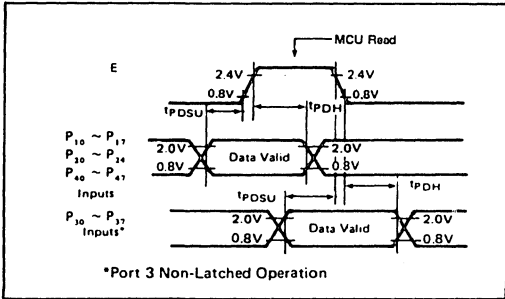 MCU Read
E
2.4V
2.4V
0.8V
0.8V
tPDSU
tPDH
P10 ~ P17
P20 ~ P24
P40 ~ P47
Inputs
2.0V
0.8V
Data Valid
2.0V
0.8V
tPDSU
tPDH
P30 ~ P37
Inputs*
2.0V
0.8V
Data Valid
2.0V
0.8V
*Port 3 Non-Latched Operation